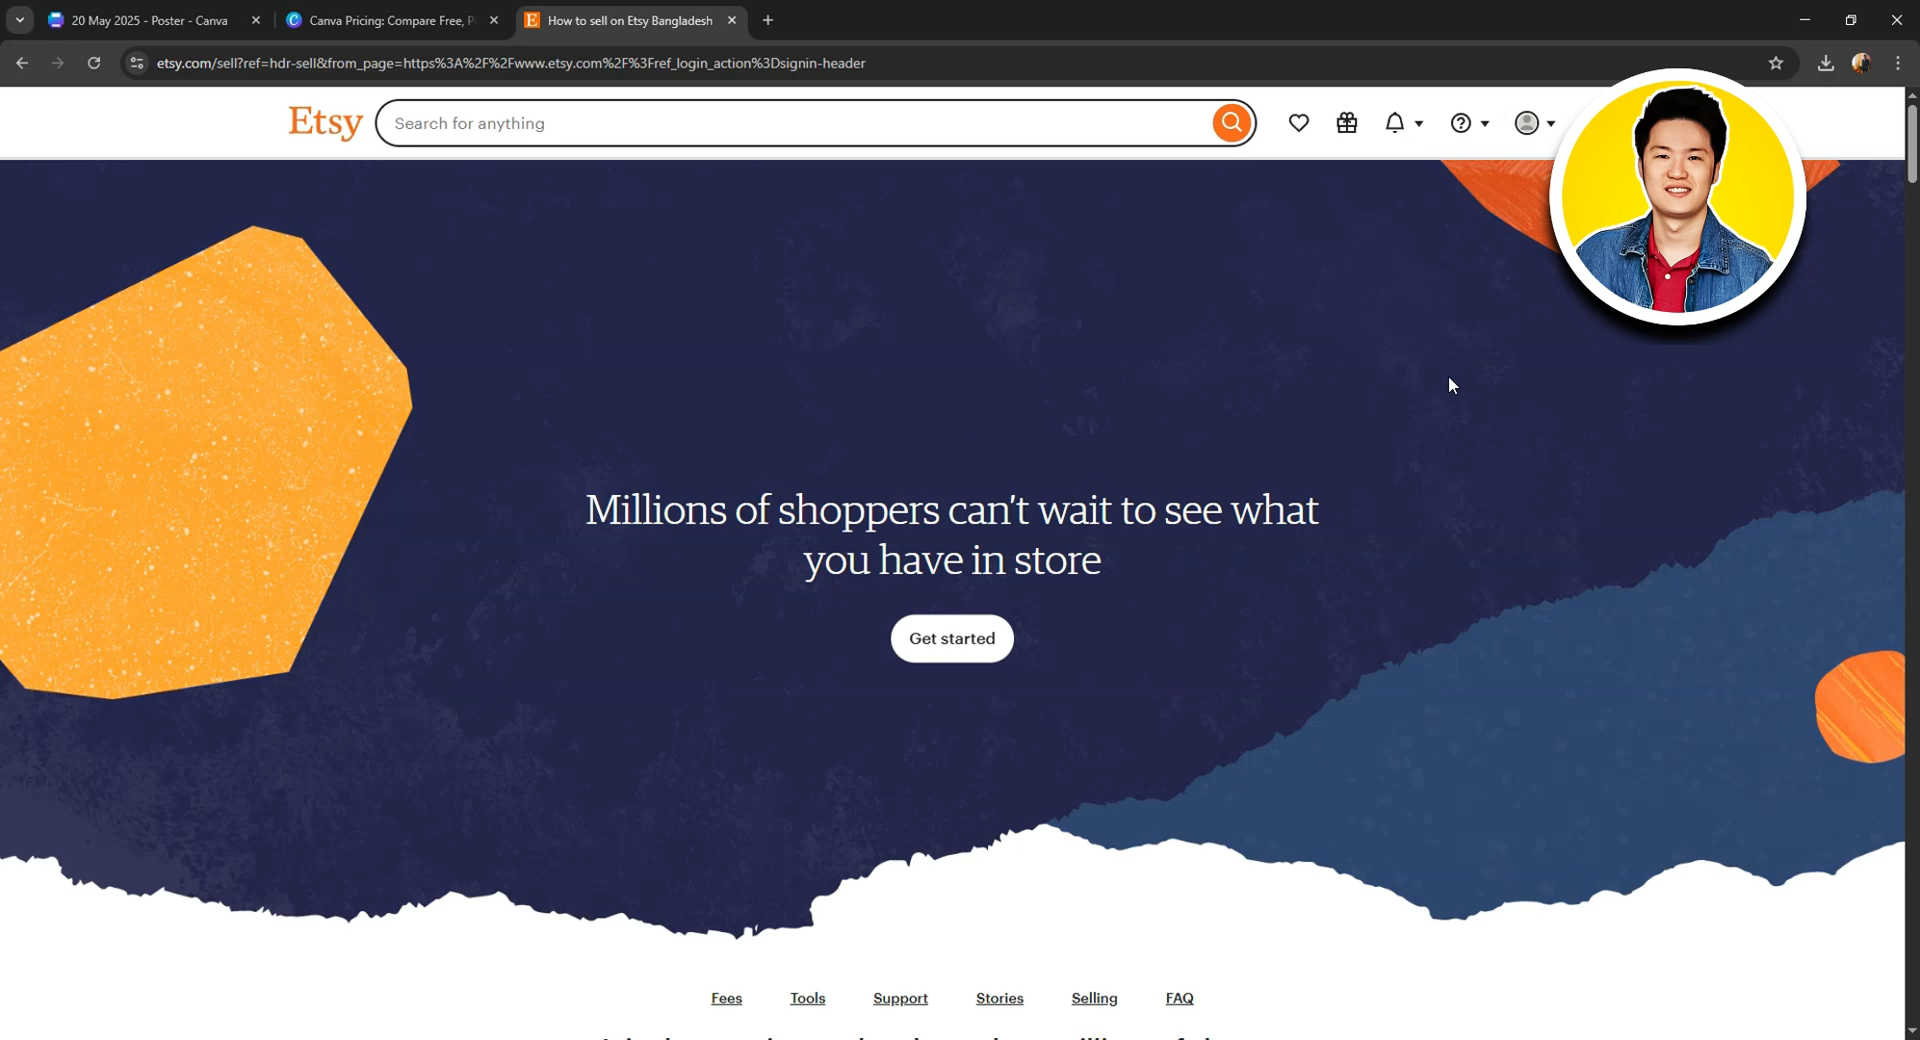 20 May 2025 - Poster - Canva
Canva Pricing: Compare Free, P
How to sell on Etsy Bangladesh
etsy.com/sell?ref=hdr-sell&from_page=https%3A%2F%2Fwww.etsy.com%2F%3Fref_login_action%3Dsignin-header
Etsy
Search for anything
Millions of shoppers can't wait to see what
you have in store
Get started
Fees Tools Support Stories Selling FAQ